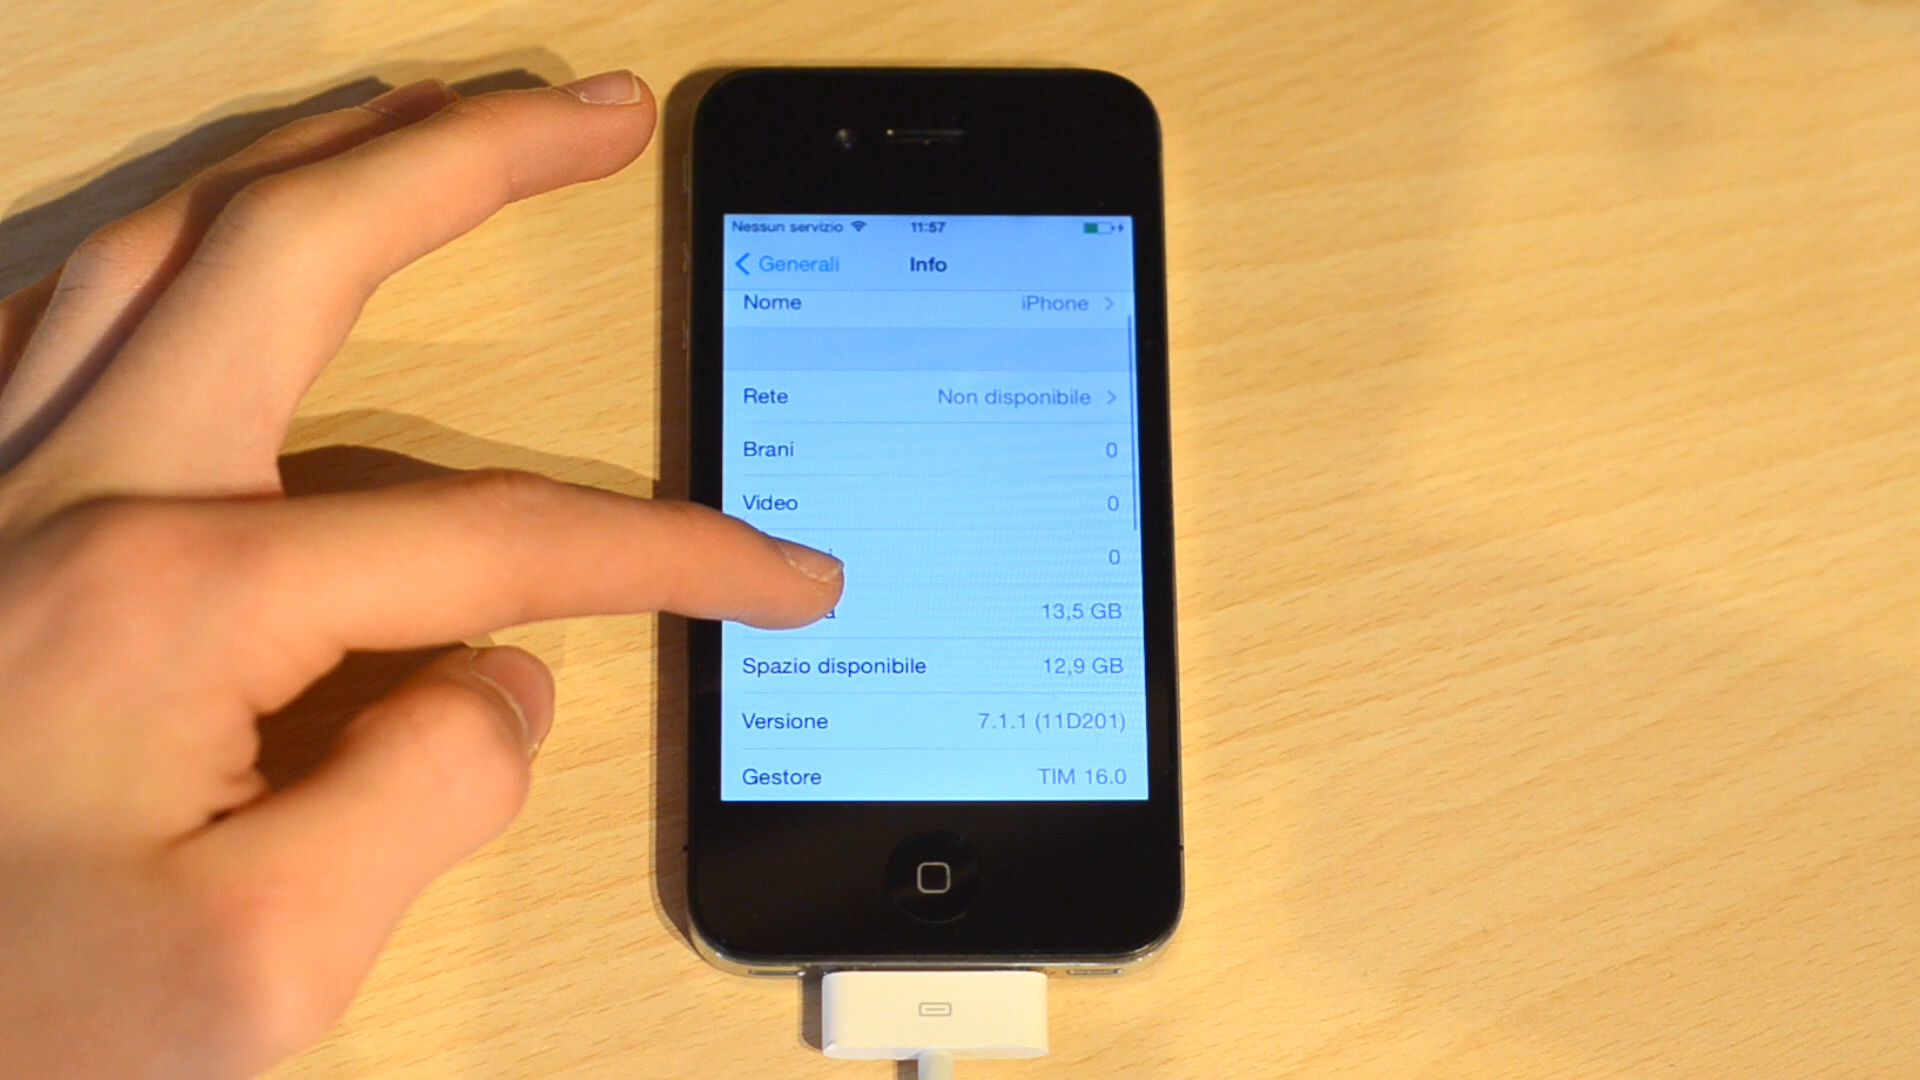 Nessun servizio 11:57
Generali Info
Nome iPhone
Rete Non disponibile
Brani 0
Video 0
0
13,5 GB
Spazio disponibile 12,9 GB
Versione 7.1.1 (11D201)
Gestore TIM 16.0